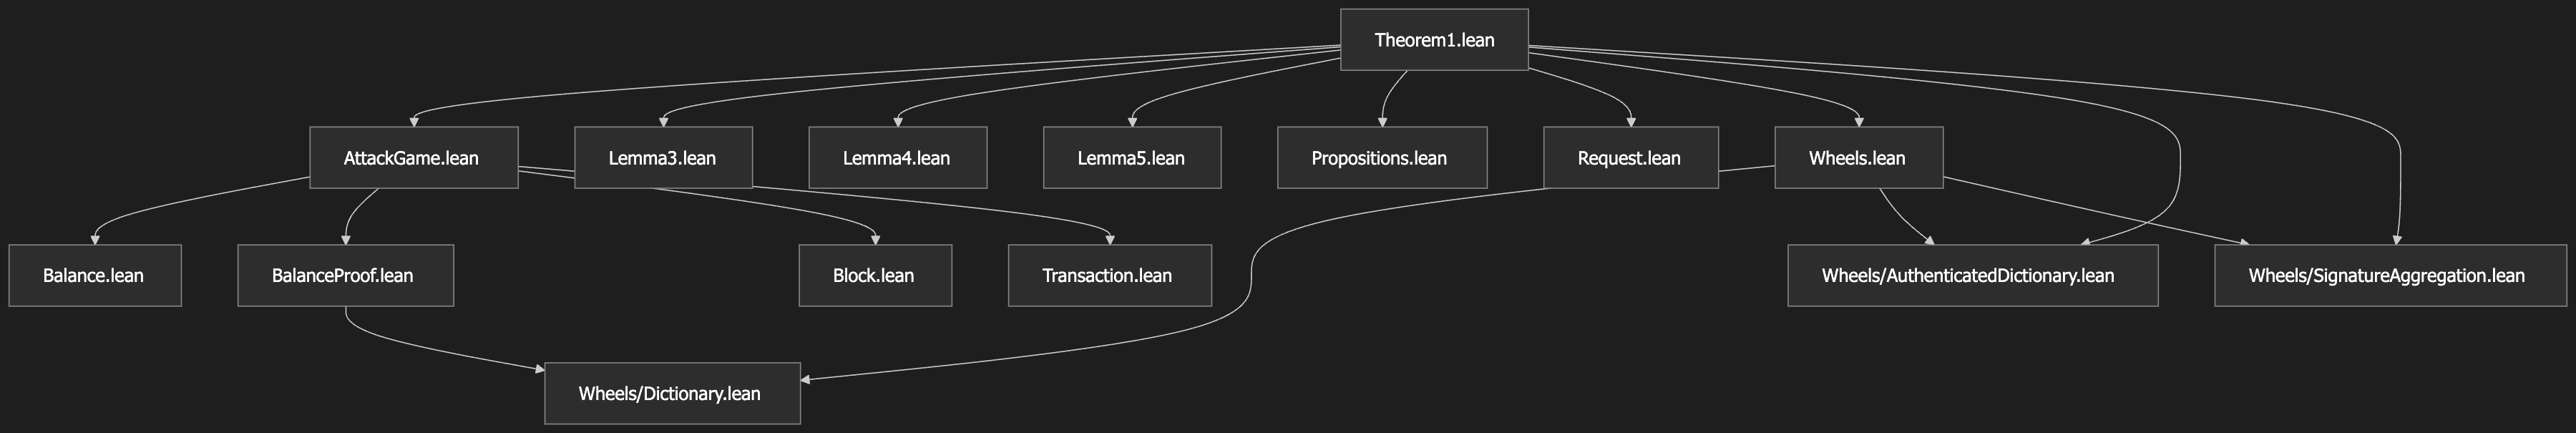 Theorem1.lean
AttackGame.lean
Lemma3.lean
Lemma4.lean
Lemma5.lean
Propositions.lean
Request.lean
Wheels.lean
Balance.lean
BalanceProof.lean
Block.lean
Transaction.lean
Wheels/AuthenticatedDictionary.lean
Wheels/SignatureAggregation.lean
Wheels/Dictionary.lean